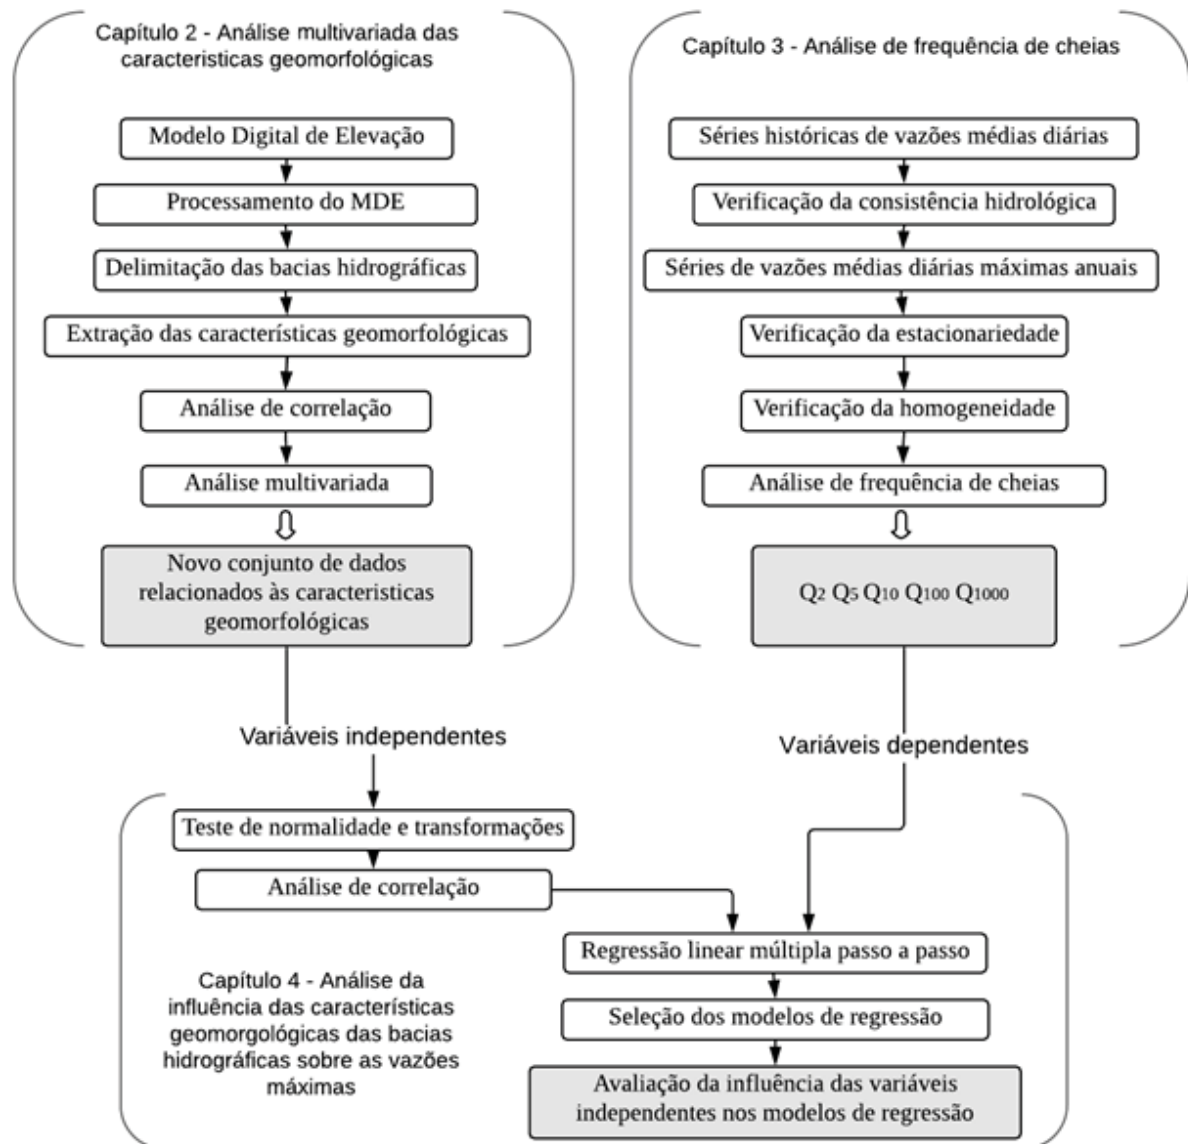 Capítulo 2 - Análise multivariada das
caracteristicas geomorfológicas
Modelo Digital de Elevação
Processamento do MDE
Delimitação das bacias hidrográficas
Extração das características geomorfológicas
Análise de correlação
Análise multivariada
Novo conjunto de dados
relacionados às caracteristicas
geomorfológicas
Variáveis independentes
Capítulo 3 - Análise de frequência de cheias
Séries históricas de vazões médias diárias
Verificação da consistência hidrológica
Séries de vazões médias diárias máximas anuais
Verificação da estacionariedade
Verificação da homogeneidade
Análise de frequência de cheias
Q2 Q5 Q10 Q100 Q1000
Variáveis dependentes
Teste de normalidade e transformações
Análise de correlação
Regressão linear múltipla passo a passo
Seleção dos modelos de regressão
Avaliação da influência das variáveis
independentes nos modelos de regressão
Capítulo 4 - Análise da
influência das características
geomorgológicas das bacias
hidrográficas sobre as vazões
máximas